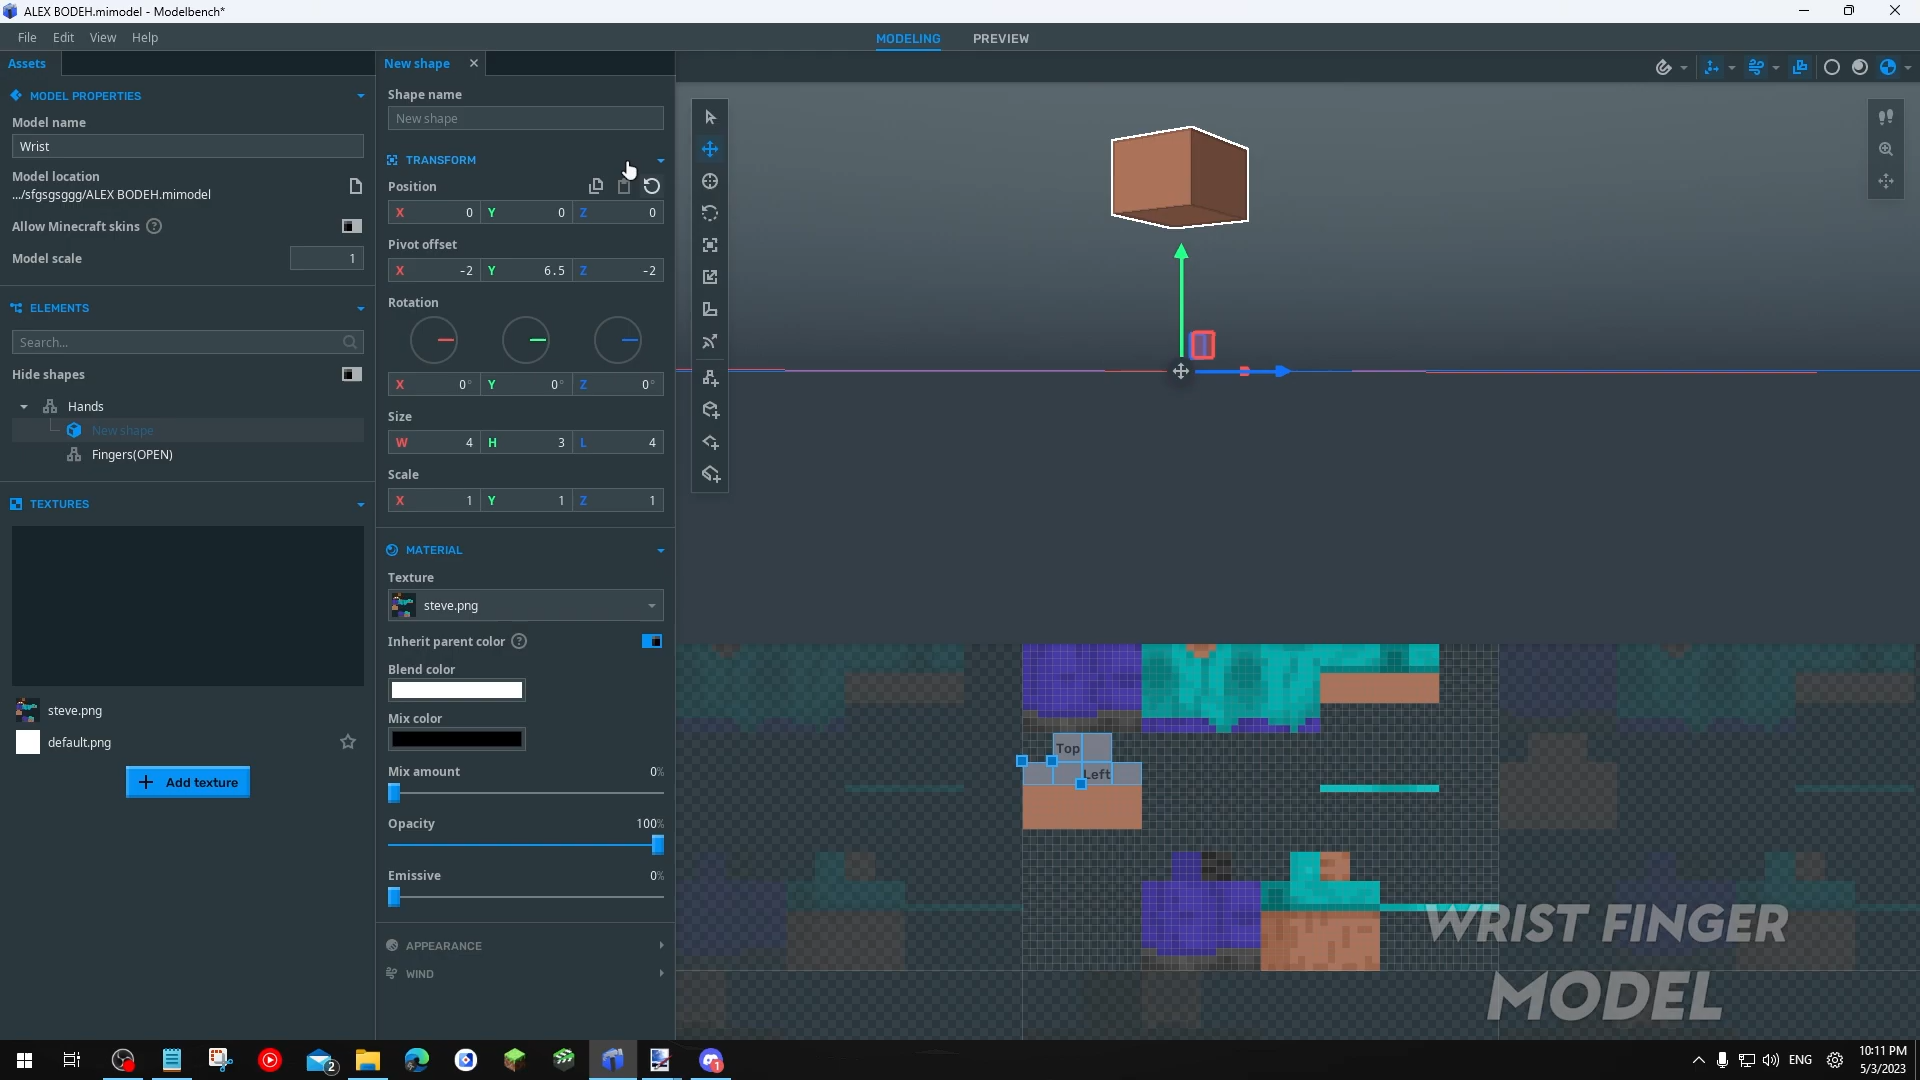 ALEX BODEH.mimodel - Modelbench*
File Edit View Help
MODELING PREVIEW
Assets
MODEL PROPERTIES
Model name
Wrist
Model location
.../sfgsgsggg/ALEX BODEH.mimodel
Allow Minecraft skins ?
Model scale 1
ELEMENTS
Search...
Hide shapes
Hands
New shape
Fingers(OPEN)
TEXTURES
steve.png
default.png
+ Add texture
New shape
Shape name
New shape
TRANSFORM
Position
X 0 Y 0 Z 0
Pivot offset
X -2 Y 6.5 Z -2
Rotation
X 0° Y 0° Z 0°
Size
W 4 H 3 L 4
Scale
X 1 Y 1 Z 1
MATERIAL
Texture
steve.png
Inherit parent color ?
Blend color
Mix color
Mix amount 0%
Opacity 100%
Emissive 0%
APPEARANCE
WIND
Top
Left
WRIST FINGER
MODEL
2
1
ENG
10:11 PM
5/3/2023